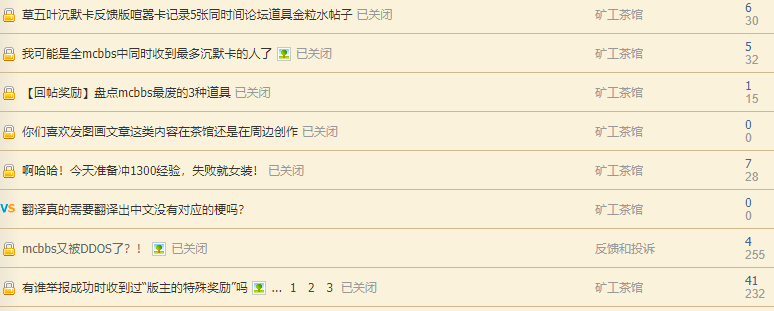 草五叶沉默卡反馈版喧嚣卡记录5张同时间论坛道具金粒水帖子 已关闭 矿工茶馆 6
30
我可能是全mcbbs中同时收到最多沉默卡的人了 已关闭 矿工茶馆 5
32
【回帖奖励】盘点mcbbs最废的3种道具 已关闭 矿工茶馆 1
15
你们喜欢发图画文章这类内容在茶馆还是在周边创作 已关闭 矿工茶馆 0
0
啊哈哈！今天准备冲1300经验，失败就女装！ 已关闭 矿工茶馆 7
28
VS 翻译真的需要翻译出中文没有对应的梗吗? 矿工茶馆 0
0
mcbbs又被DDOS了？！ 已关闭 反馈和投诉 4
255
有谁举报成功时收到过“版主的特殊奖励”吗 ... 1 2 3 已关闭 矿工茶馆 41
232